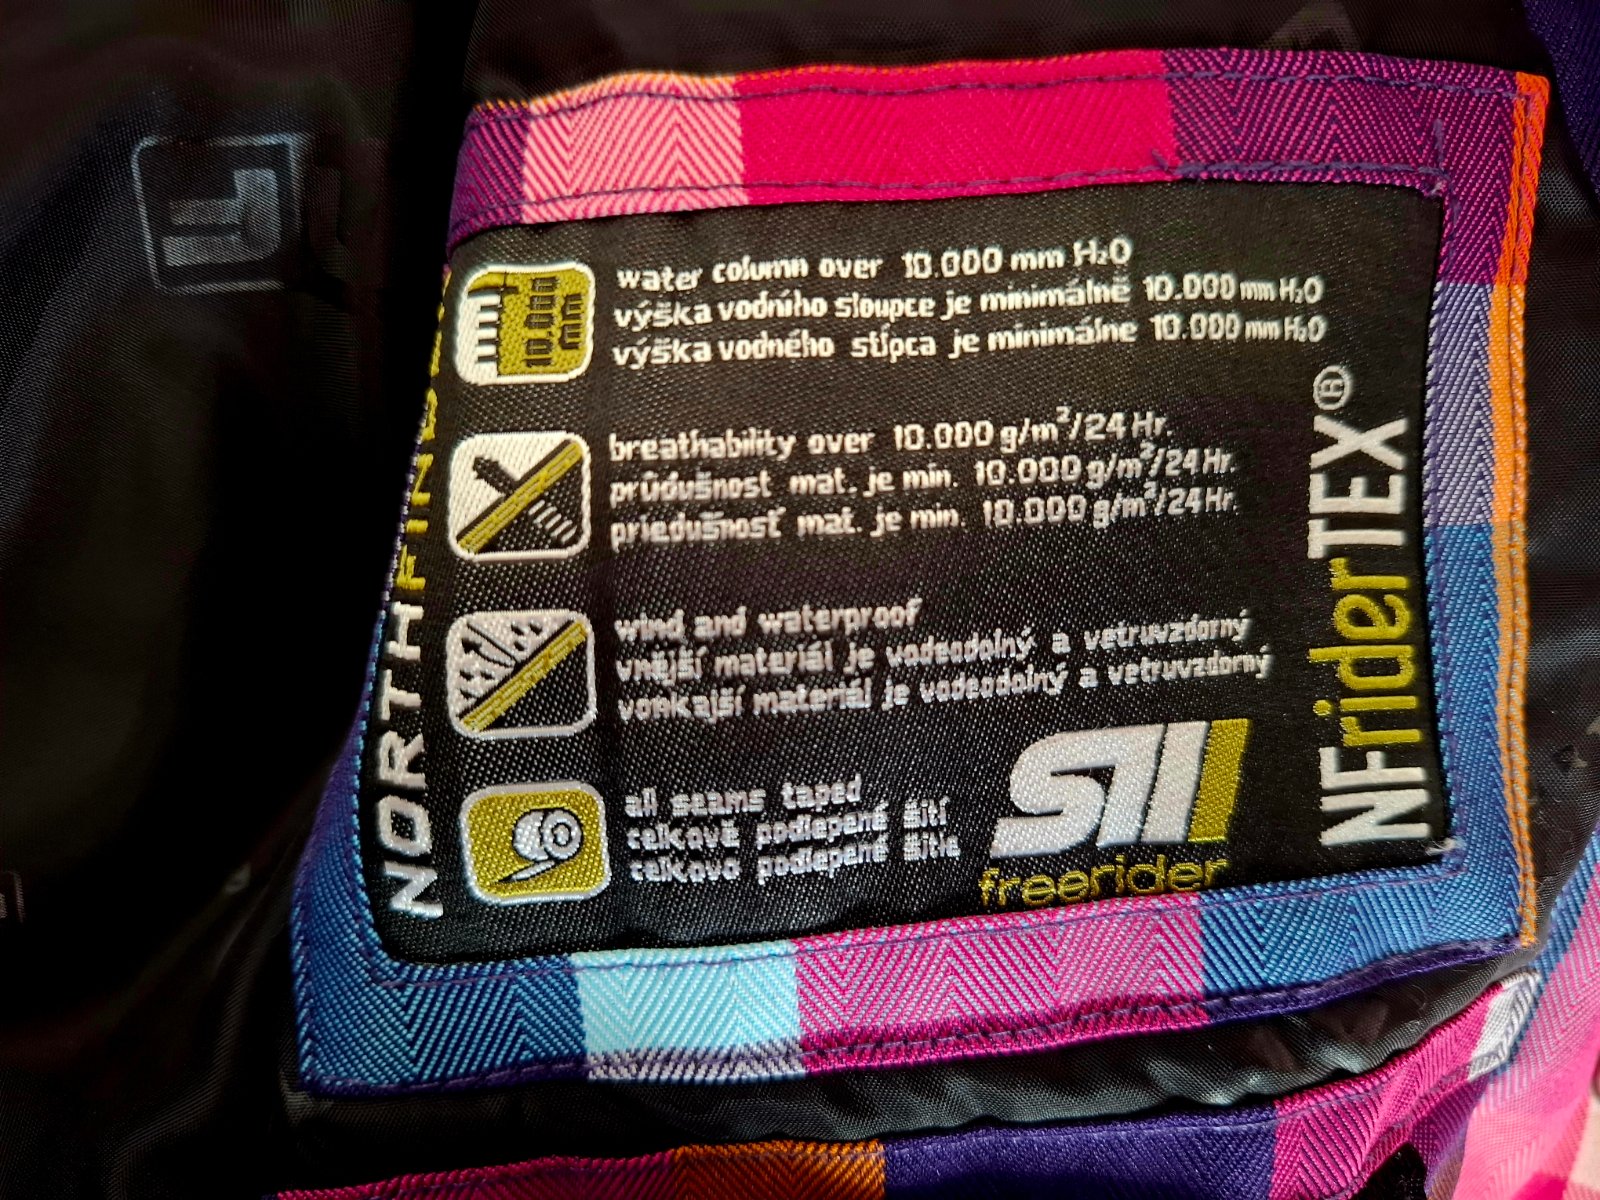 water column over 10.000 mm H₂O
výška vodního sloupce je minimálně 10.000 mm H₂O
výška vodného stĺpca je minimálne 10.000 mm H₂O
10.000 mm
breathability over 10.000 g/m²/24 Hr.
průdušnost mat. je min. 10.000 g/m²/24 Hr.
priedušnosť mat. je min. 10.000 g/m²/24 Hr.
wind and waterproof
vnější materiál je vodeodolný a vetruvzdorný
vonkajší materiál je vodeodolný a vetruvzdorný
all seams taped
celkově podlepené šití
celkovo podlepené šitie
freerider
NORTH
NFriderTEX®